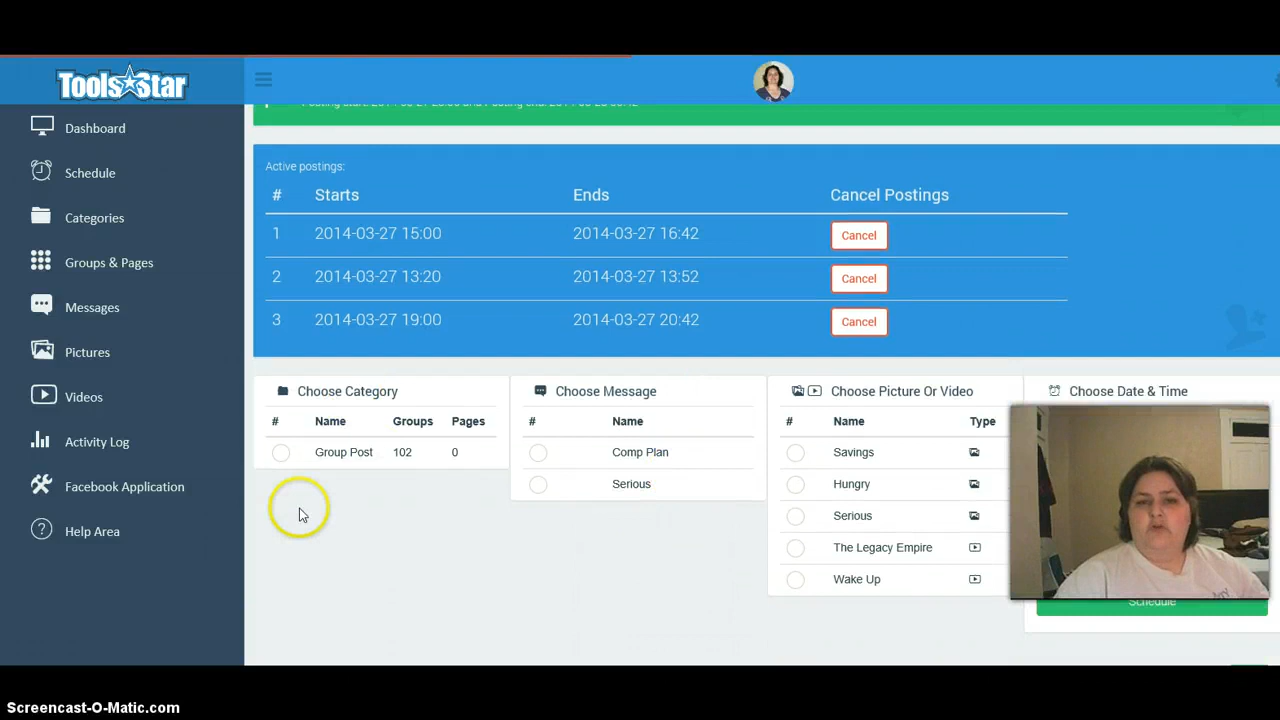 Tools Star
Dashboard
Schedule
Categories
Groups & Pages
Messages
Pictures
Videos
Activity Log
Facebook Application
Help Area
Active postings:
# Starts Ends Cancel Postings
1 2014-03-27 15:00 2014-03-27 16:42 Cancel
2 2014-03-27 13:20 2014-03-27 13:52 Cancel
3 2014-03-27 19:00 2014-03-27 20:42 Cancel
Choose Category
# Name Groups Pages
Group Post 102 0
Choose Message
# Name
Comp Plan
Serious
Choose Picture Or Video
# Name Type
Savings
Hungry
Serious
The Legacy Empire
Wake Up
Choose Date & Time
Schedule
Screencast-O-Matic.com